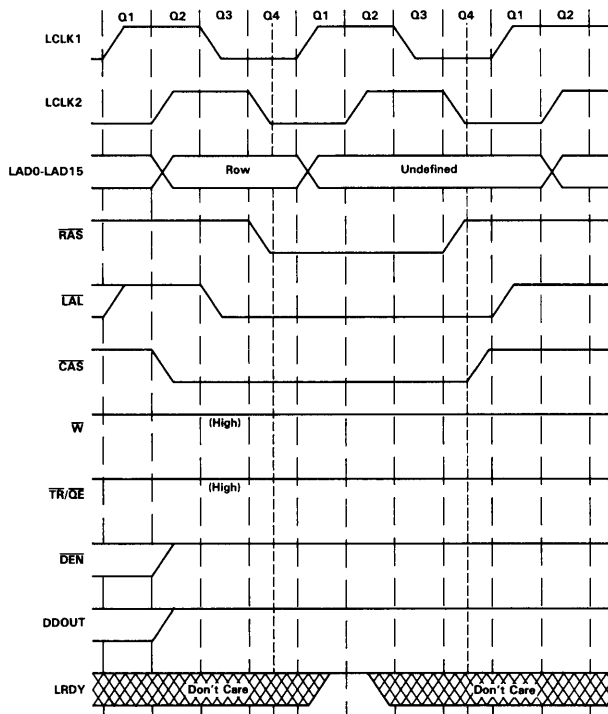 Q1 Q2 Q3 Q4 Q1 Q2 Q3 Q4 Q1 Q2
LCLK1
LCLK2
LAD0-LAD15 Row Undefined
RAS
LAL
CAS
W (High)
TR/QE (High)
DEN
DDOUT
LRDY Don't Care Don't Care